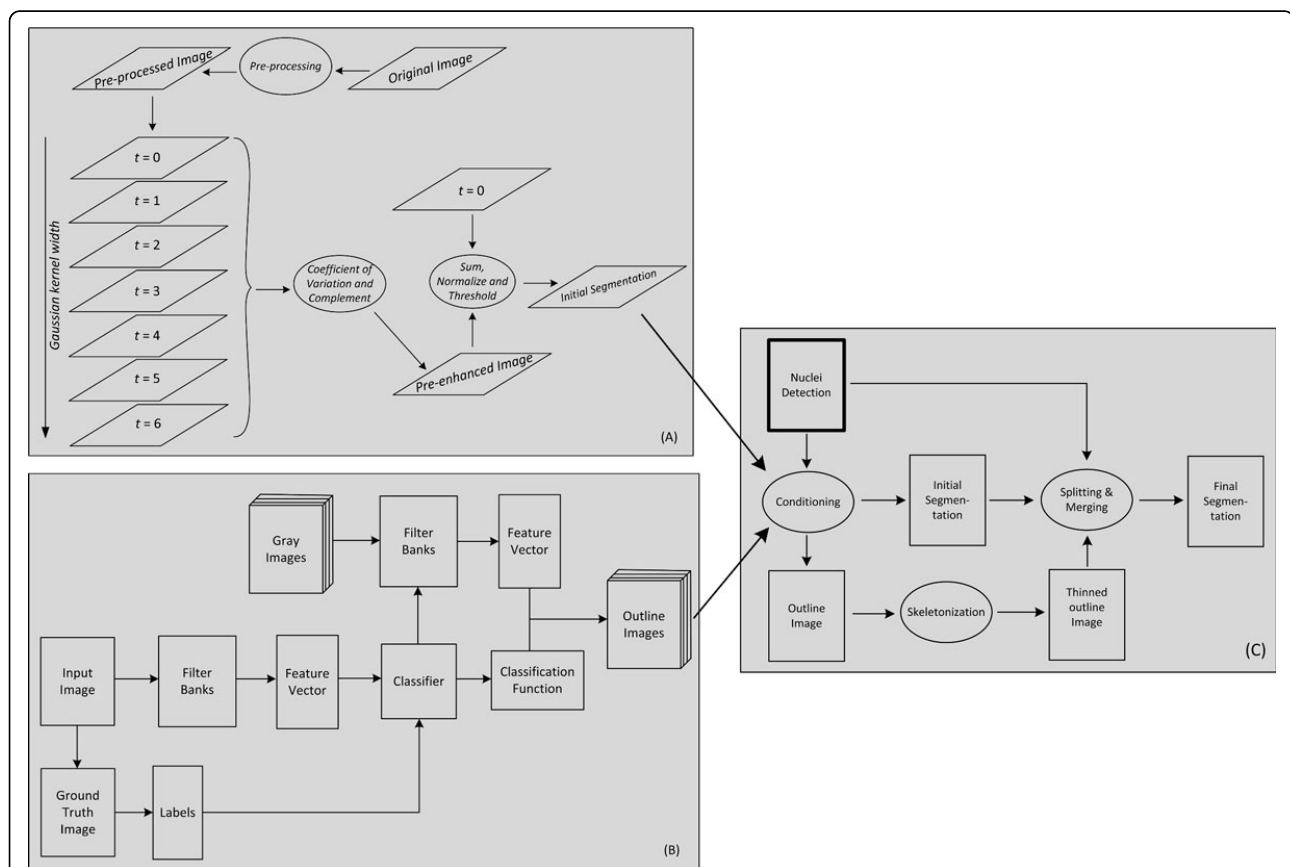 Pre-processed Image
Pre-processing
Original Image
Gaussian kernel width
t = 0
t = 1
t = 2
t = 3
t = 4
t = 5
t = 6
Coefficient of
Variation and
Complement
t = 0
Sum,
Normalize and
Threshold
Initial Segmentation
Pre-enhanced Image
(A)
Gray
Images
Filter
Banks
Feature
Vector
Outline
Images
Input
Image
Filter
Banks
Feature
Vector
Classifier
Classification
Function
Ground
Truth
Image
Labels
(B)
Nuclei
Detection
Conditioning
Initial
Segmen-
tation
Splitting &
Merging
Final
Segmen-
tation
Outline
Image
Skeletonization
Thinned
outline
Image
(C)